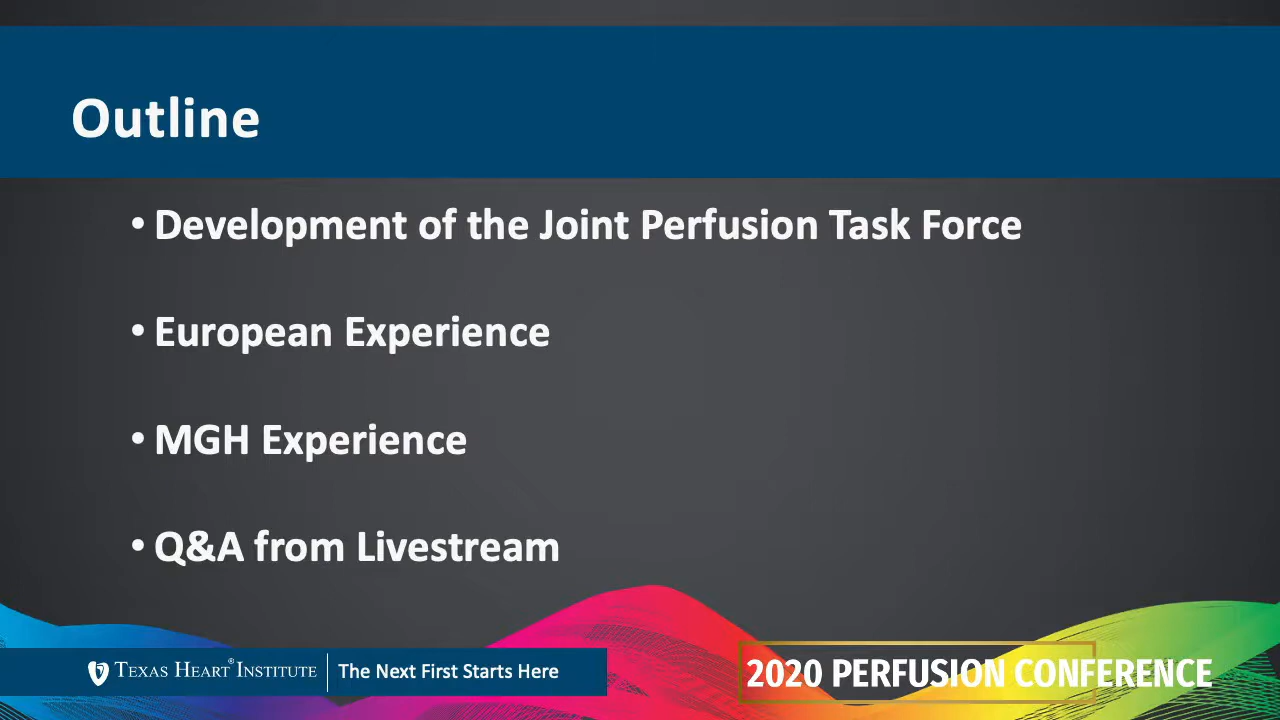 Outline
• Development of the Joint Perfusion Task Force
• European Experience
• MGH Experience
• Q&A from Livestream
TEXAS HEART® INSTITUTE | The Next First Starts Here
2020 PERFUSION CONFERENCE